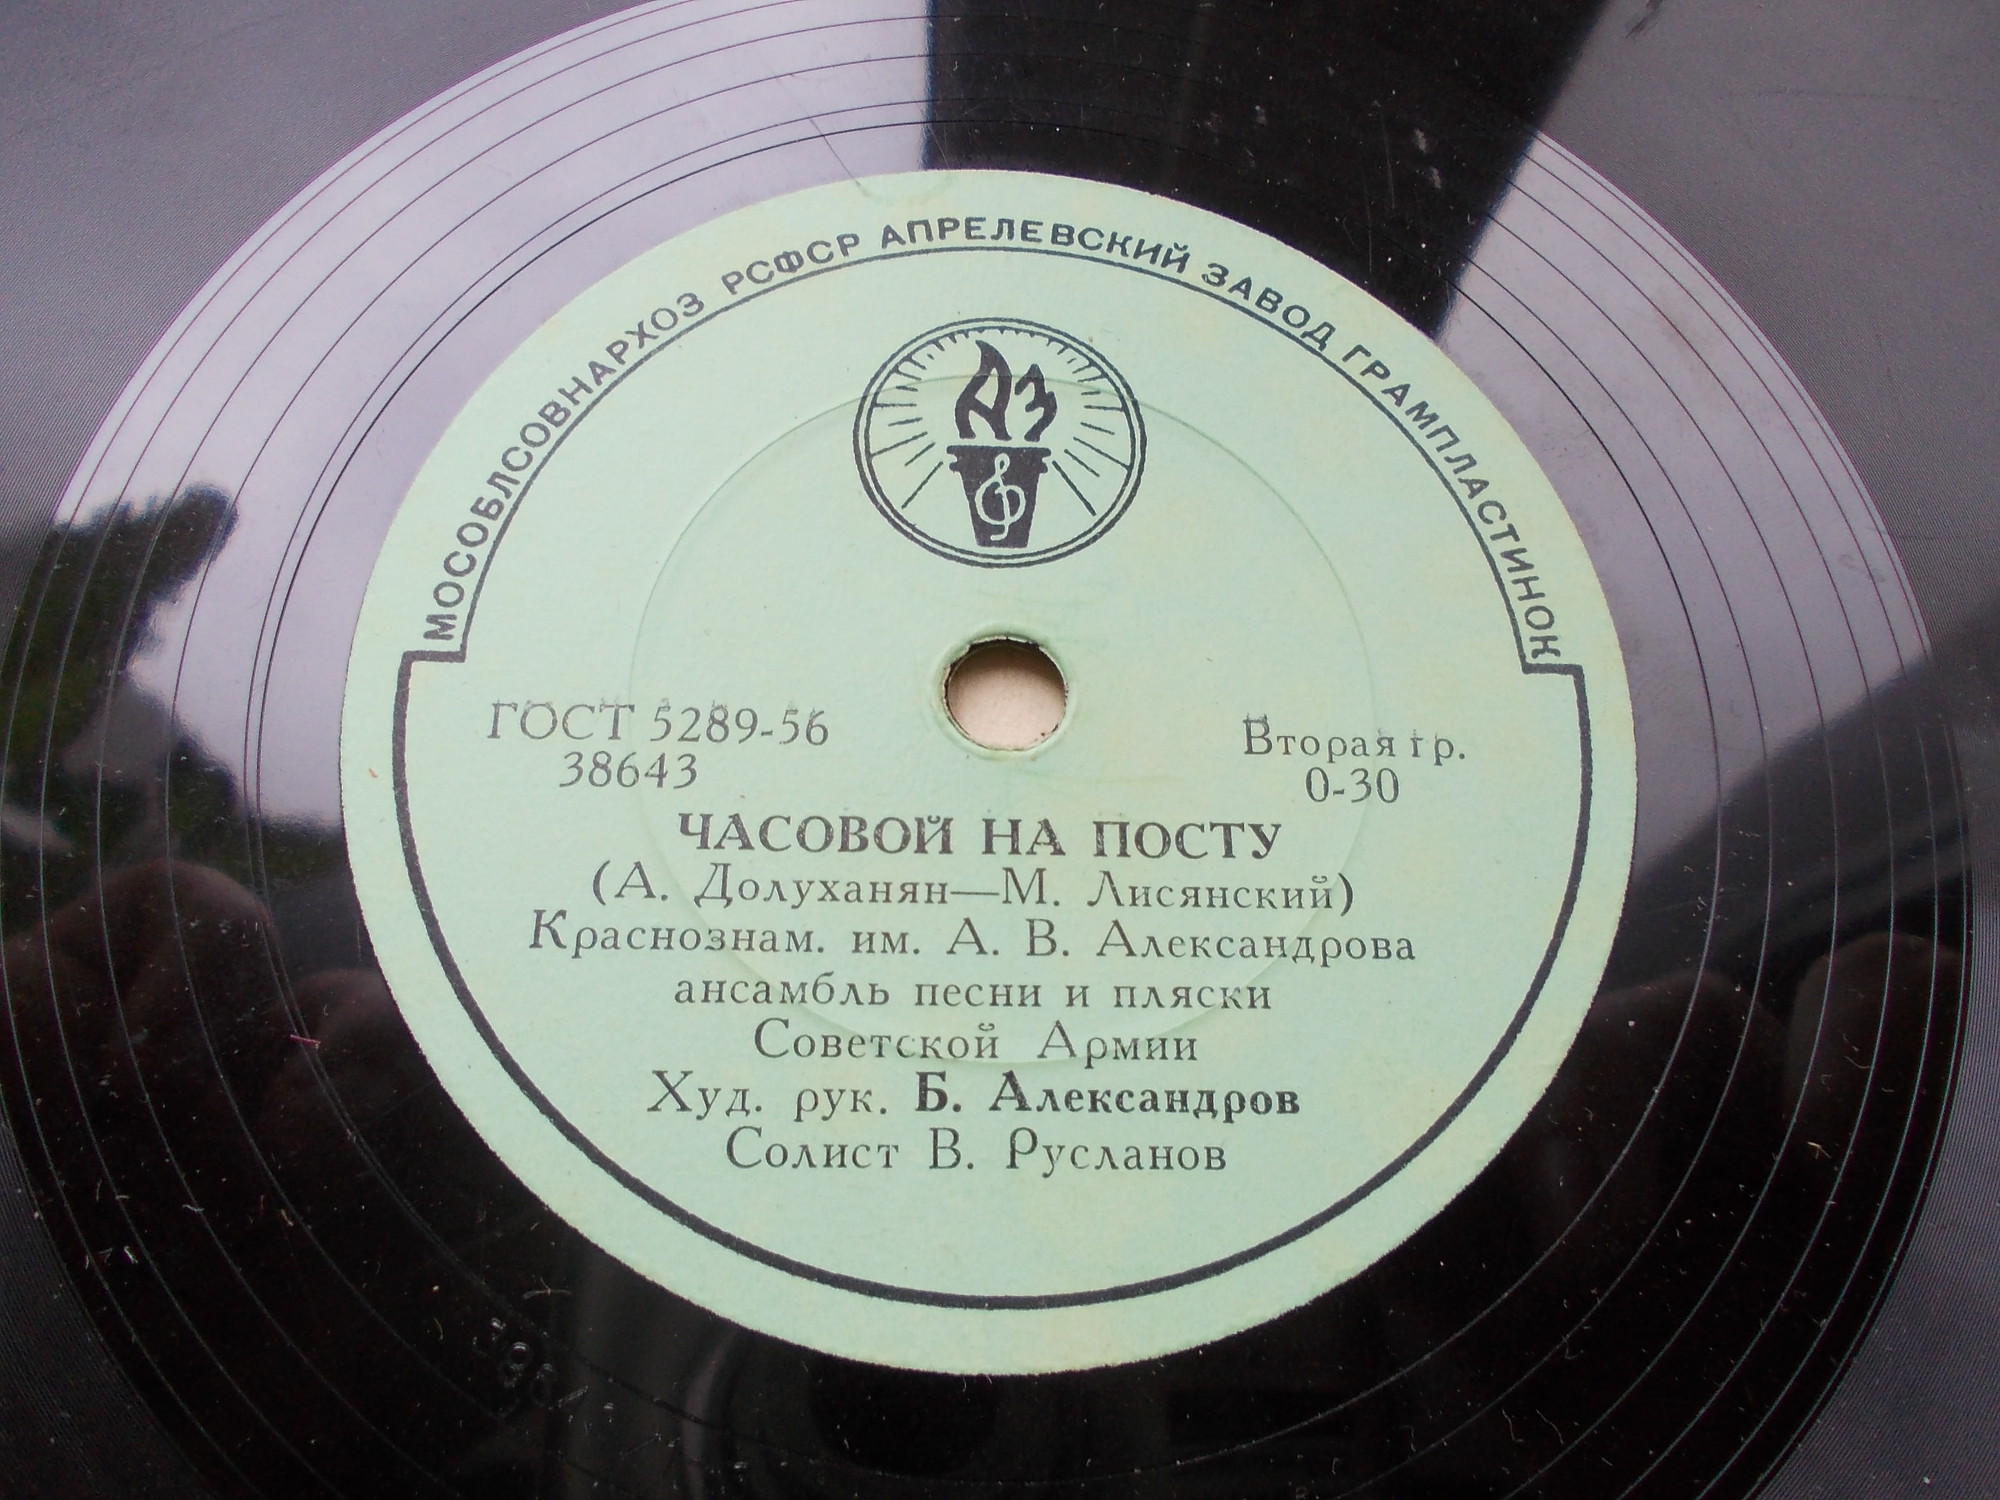 МОСОБЛСОВНАРХОЗ РСФСР АПРЕЛЕВСКИЙ ЗАВОД ГРАМПЛАСТИНОК
АЗ
ГОСТ 5289-56
38643
Вторая гр.
0-30
ЧАСОВОЙ НА ПОСТУ
(А. Долуханян—М. Лисянский)
Краснознам. им. А. В. Александрова
ансамбль песни и пляски
Советской Армии
Худ. рук. Б. Александров
Солист В. Русланов